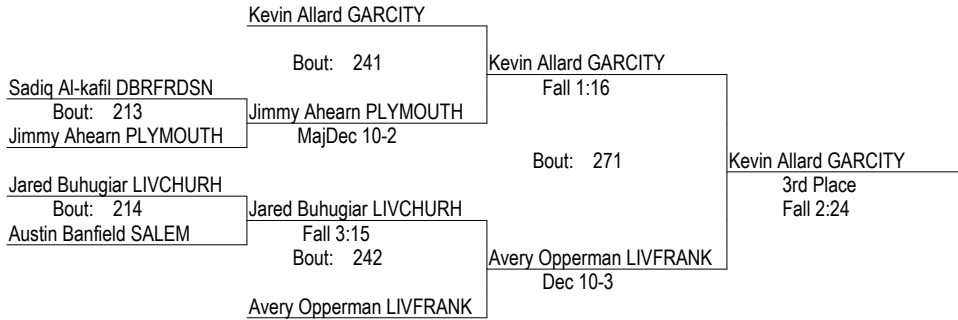 Kevin Allard GARCITY
Bout: 241
Kevin Allard GARCITY
Fall 1:16
Sadiq Al-kafil DBRFRDSN
Bout: 213
Jimmy Ahearn PLYMOUTH
Jimmy Ahearn PLYMOUTH
MajDec 10-2
Bout: 271
Kevin Allard GARCITY
3rd Place
Fall 2:24
Jared Buhugiar LIVCHURH
Bout: 214
Austin Banfield SALEM
Jared Buhugiar LIVCHURH
Fall 3:15
Bout: 242
Avery Opperman LIVFRANK
Dec 10-3
Avery Opperman LIVFRANK